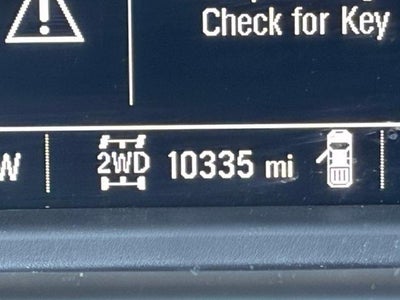 Check for Key
W 2WD 10335 mi